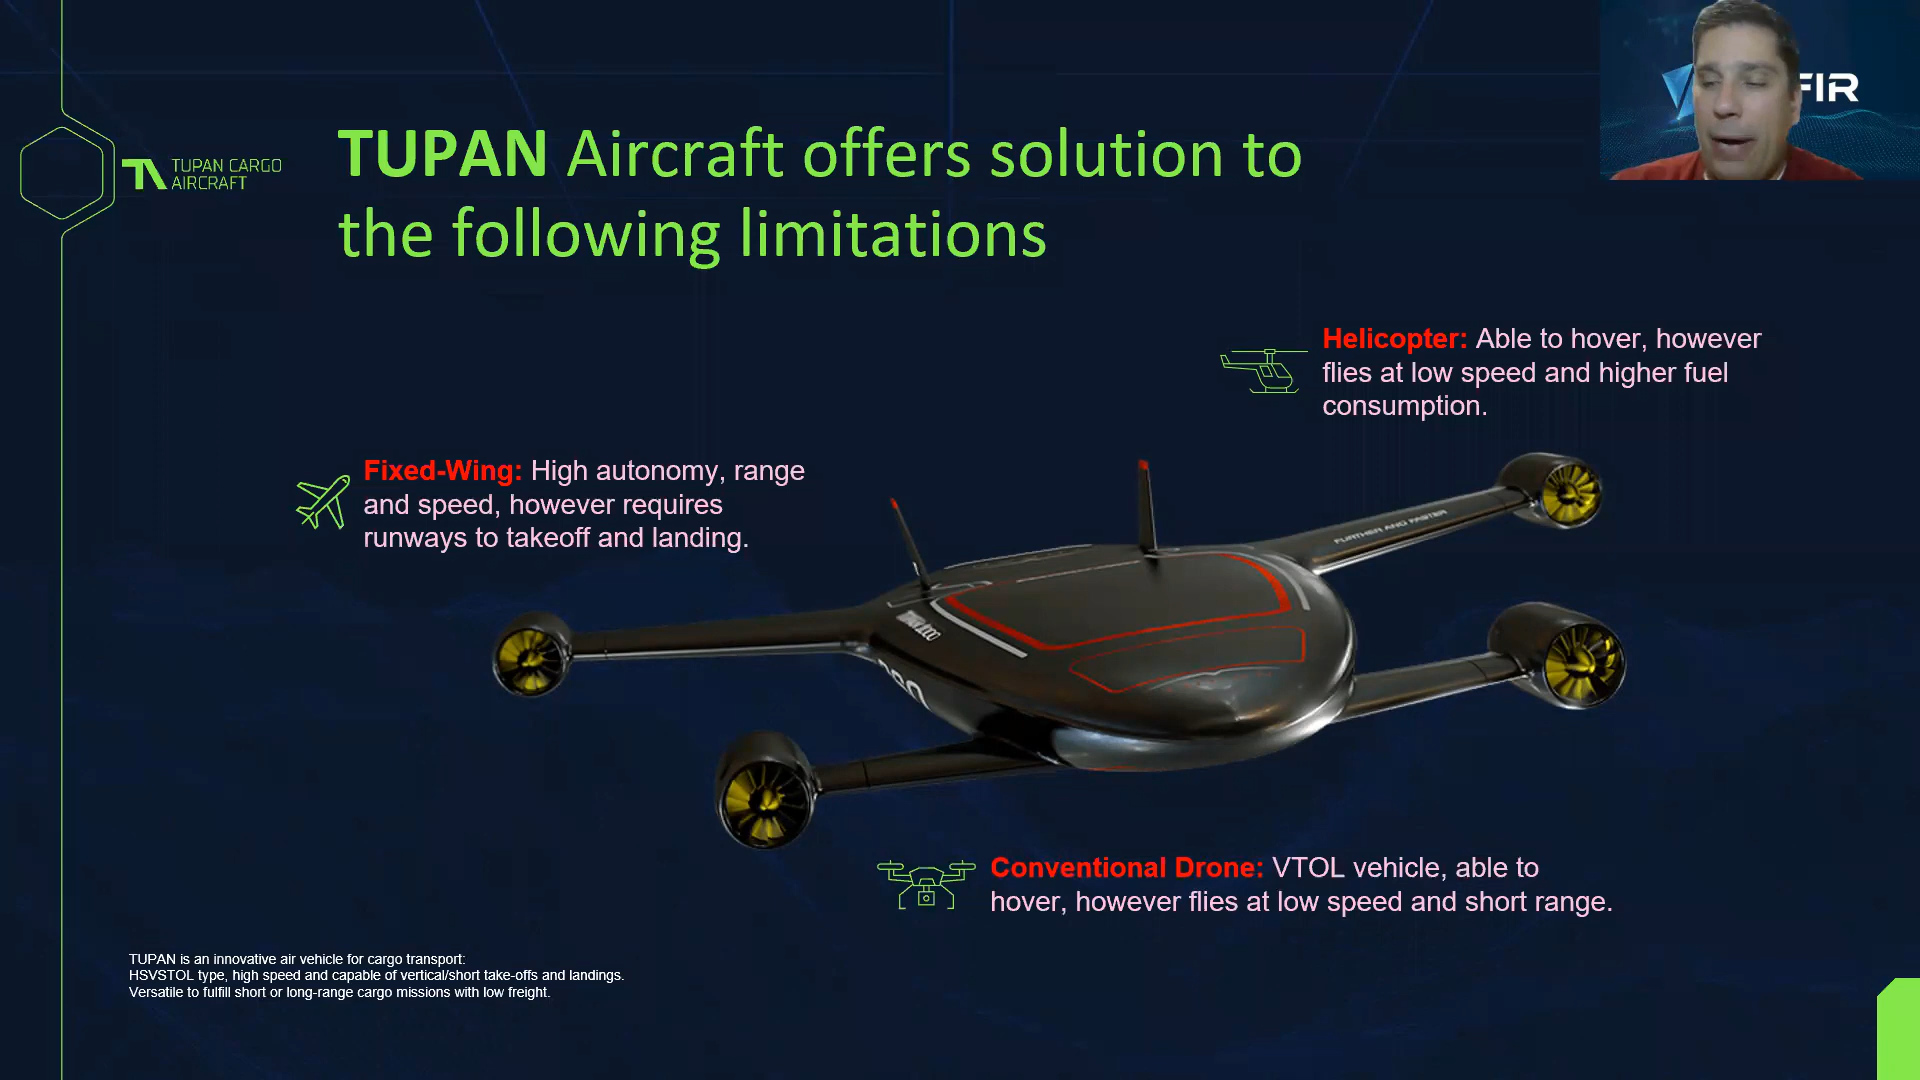 TUPAN CARGO
AIRCRAFT
TUPAN Aircraft offers solution to
the following limitations
FIR
Helicopter: Able to hover, however
flies at low speed and higher fuel
consumption.
Fixed-Wing: High autonomy, range
and speed, however requires
runways to takeoff and landing.
FURTHER AND FASTER
Conventional Drone: VTOL vehicle, able to
hover, however flies at low speed and short range.
TUPAN is an innovative air vehicle for cargo transport:
HSVSTOL type, high speed and capable of vertical/short take-offs and landings.
Versatile to fulfill short or long-range cargo missions with low freight.